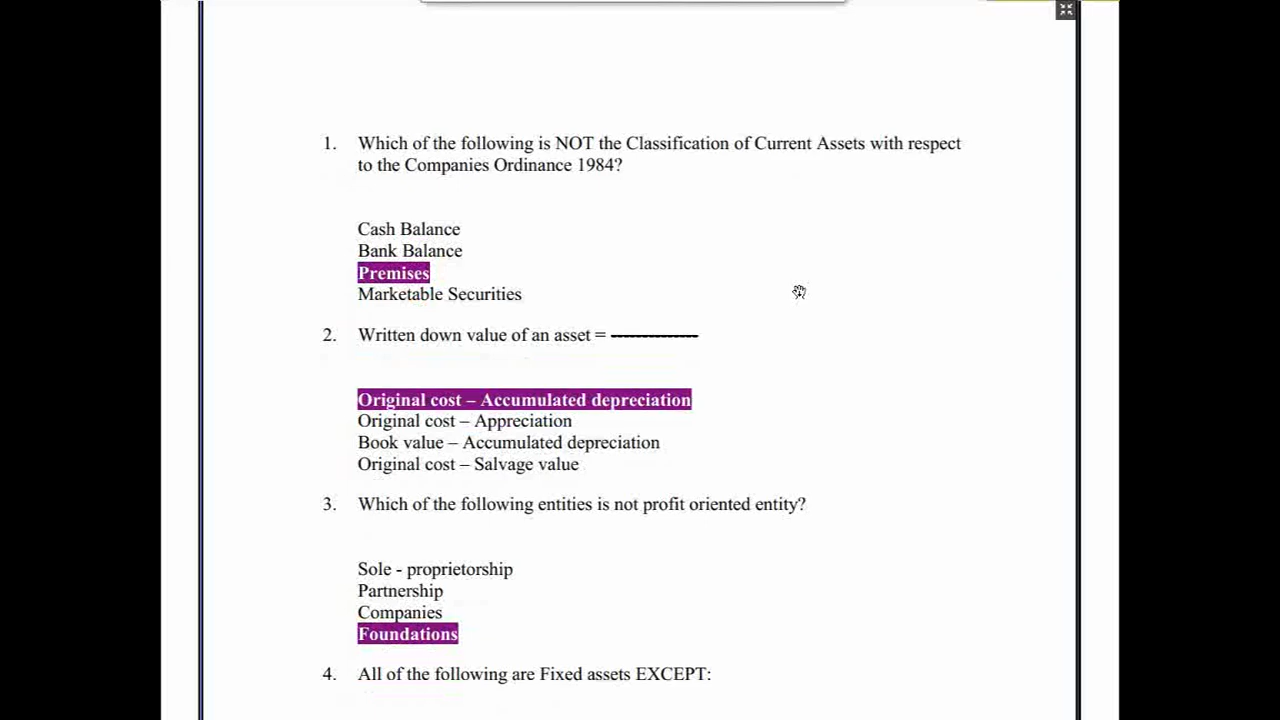 1. Which of the following is NOT the Classification of Current Assets with respect
to the Companies Ordinance 1984?
Cash Balance
Bank Balance
Premises
Marketable Securities
2. Written down value of an asset = --------------
Original cost – Accumulated depreciation
Original cost – Appreciation
Book value – Accumulated depreciation
Original cost – Salvage value
3. Which of the following entities is not profit oriented entity?
Sole - proprietorship
Partnership
Companies
Foundations
4. All of the following are Fixed assets EXCEPT: